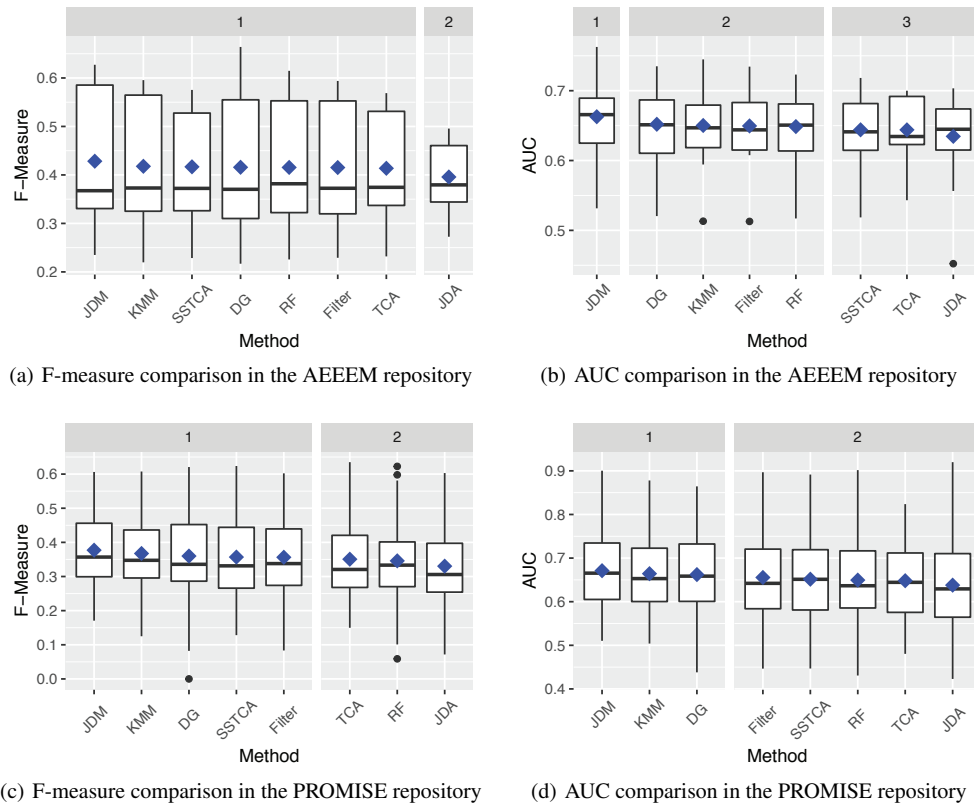 1 2
F−Measure
0.6
0.5
0.4
0.3
0.2
JDM KMM SSTCA DG RF Filter TCA JDA
Method
(a) F-measure comparison in the AEEEM repository
1 2 3
AUC
0.7
0.6
0.5
JDM DG KMM Filter RF SSTCA TCA JDA
Method
(b) AUC comparison in the AEEEM repository
1 2
F−Measure
0.6
0.5
0.4
0.3
0.2
0.1
0.0
JDM KMM DG SSTCA Filter TCA RF JDA
Method
(c) F-measure comparison in the PROMISE repository
1 2
AUC
0.9
0.8
0.7
0.6
0.5
0.4
JDM KMM DG Filter SSTCA RF TCA JDA
Method
(d) AUC comparison in the PROMISE repository